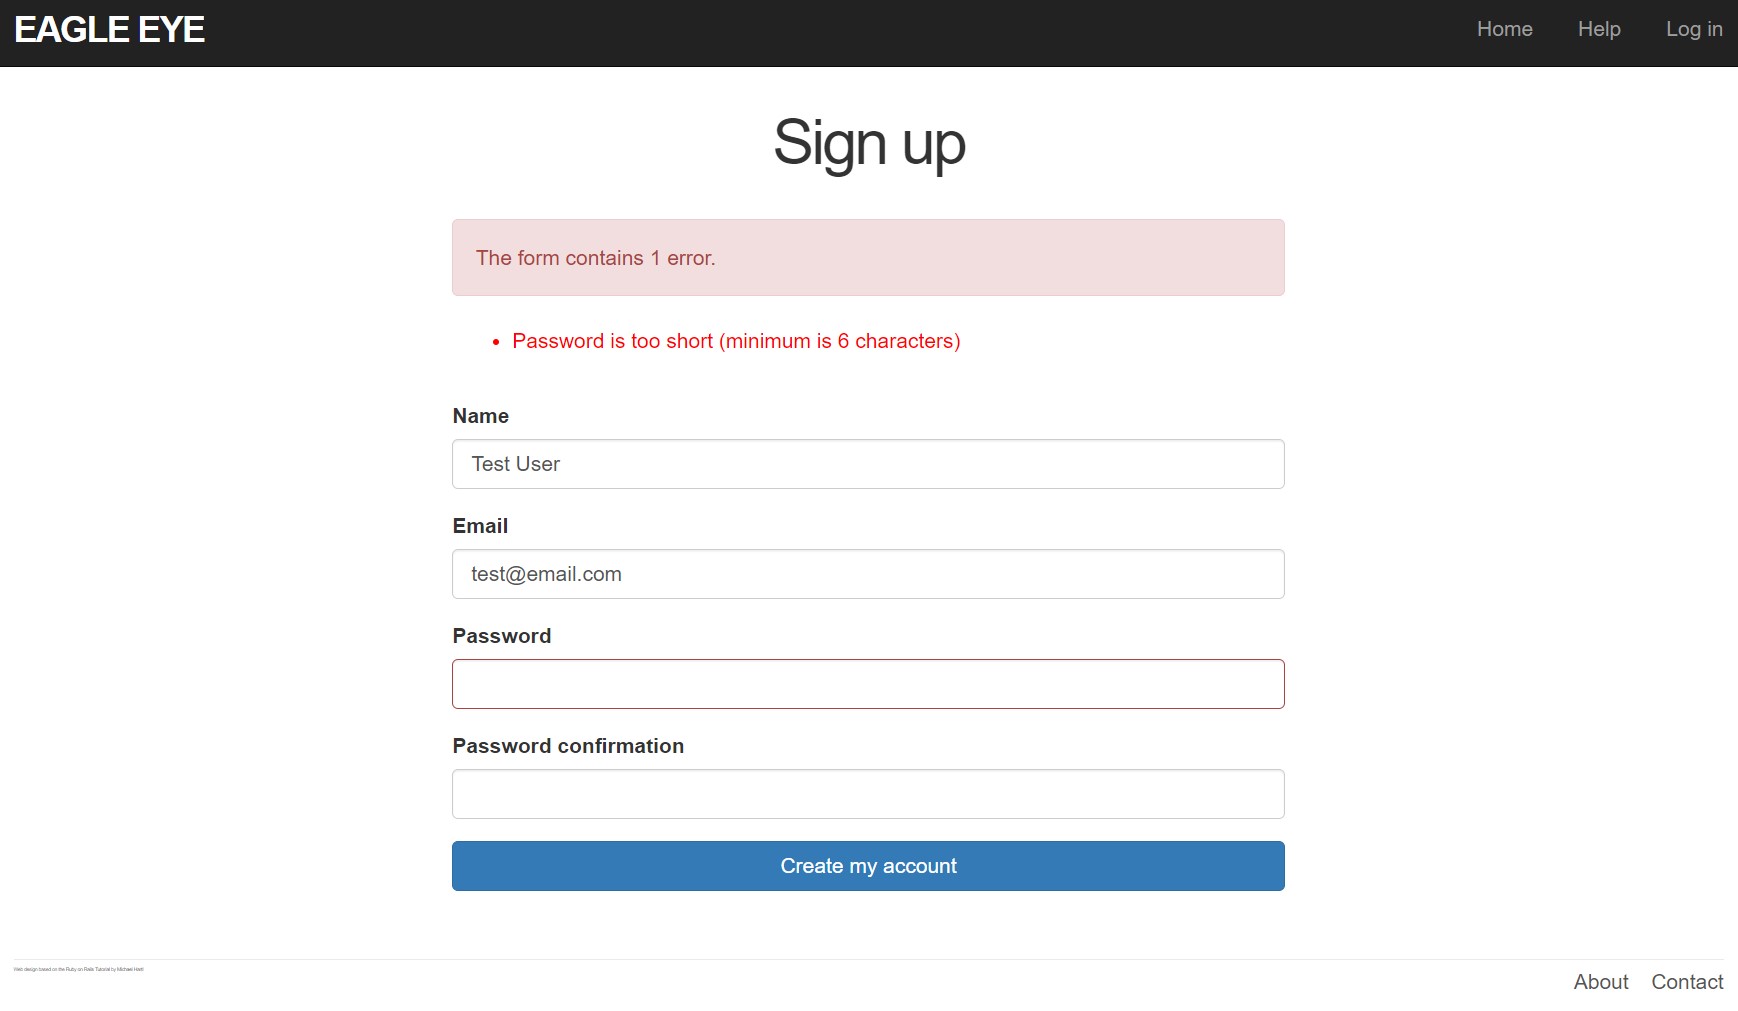 EAGLE EYE
Home Help Log in
Sign up
The form contains 1 error.
Password is too short (minimum is 6 characters)
Name
Test User
Email
test@email.com
Password
Password confirmation
Create my account
Web design based on the Ruby on Rails Tutorial by Michael Hartl
About Contact